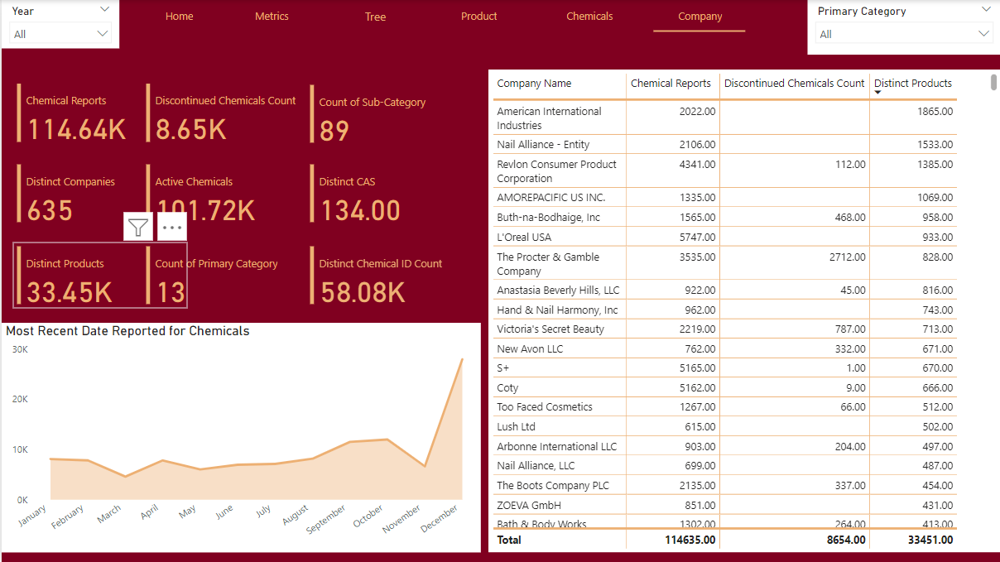 Year
All
Home Metrics Tree Product Chemicals Company
Primary Category
All
Chemical Reports
114.64K
Discontinued Chemicals Count
8.65K
Count of Sub-Category
89
Distinct Companies
635
Active Chemicals
101.72K
Distinct CAS
134.00
Distinct Products
33.45K
Count of Primary Category
13
Distinct Chemical ID Count
58.08K
Most Recent Date Reported for Chemicals
30K
20K
10K
0K
January February March April May June July August September October November December
Company Name Chemical Reports Discontinued Chemicals Count Distinct Products
American International Industries 2022.00 1865.00
Nail Alliance - Entity 2106.00 1533.00
Revlon Consumer Product Corporation 4341.00 112.00 1385.00
AMOREPACIFIC US INC. 1335.00 1069.00
Buth-na-Bodhaige, Inc 1565.00 468.00 958.00
L'Oreal USA 5747.00 933.00
The Procter & Gamble Company 3535.00 2712.00 828.00
Anastasia Beverly Hills, LLC 922.00 45.00 816.00
Hand & Nail Harmony, Inc 962.00 743.00
Victoria's Secret Beauty 2219.00 787.00 713.00
New Avon LLC 762.00 332.00 671.00
S+ 5165.00 1.00 670.00
Coty 5162.00 9.00 666.00
Too Faced Cosmetics 1267.00 66.00 512.00
Lush Ltd 615.00 502.00
Arbonne International LLC 903.00 204.00 497.00
Nail Alliance, LLC 699.00 487.00
The Boots Company PLC 2135.00 337.00 454.00
ZOEVA GmbH 851.00 431.00
Bath & Body Works 1302.00 264.00 413.00
Total 114635.00 8654.00 33451.00